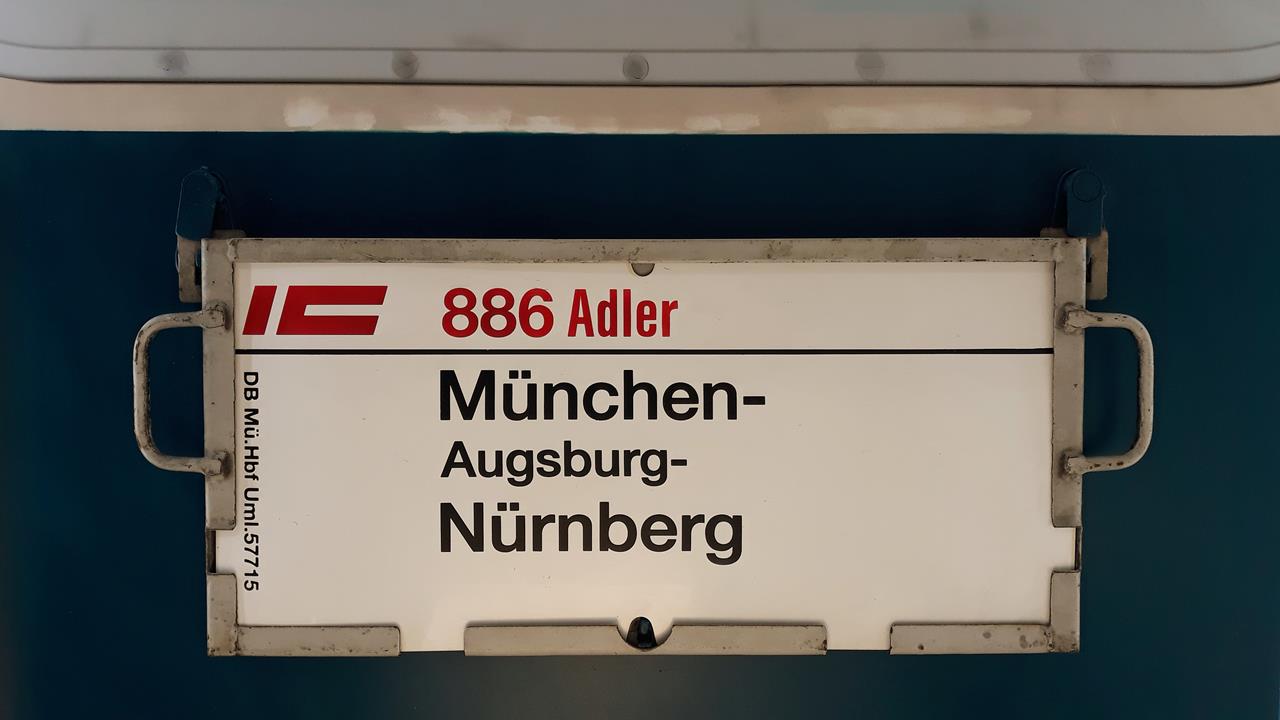 IC 886 Adler
München-
Augsburg-
Nürnberg
DB Mü.Hbf Uml.57715